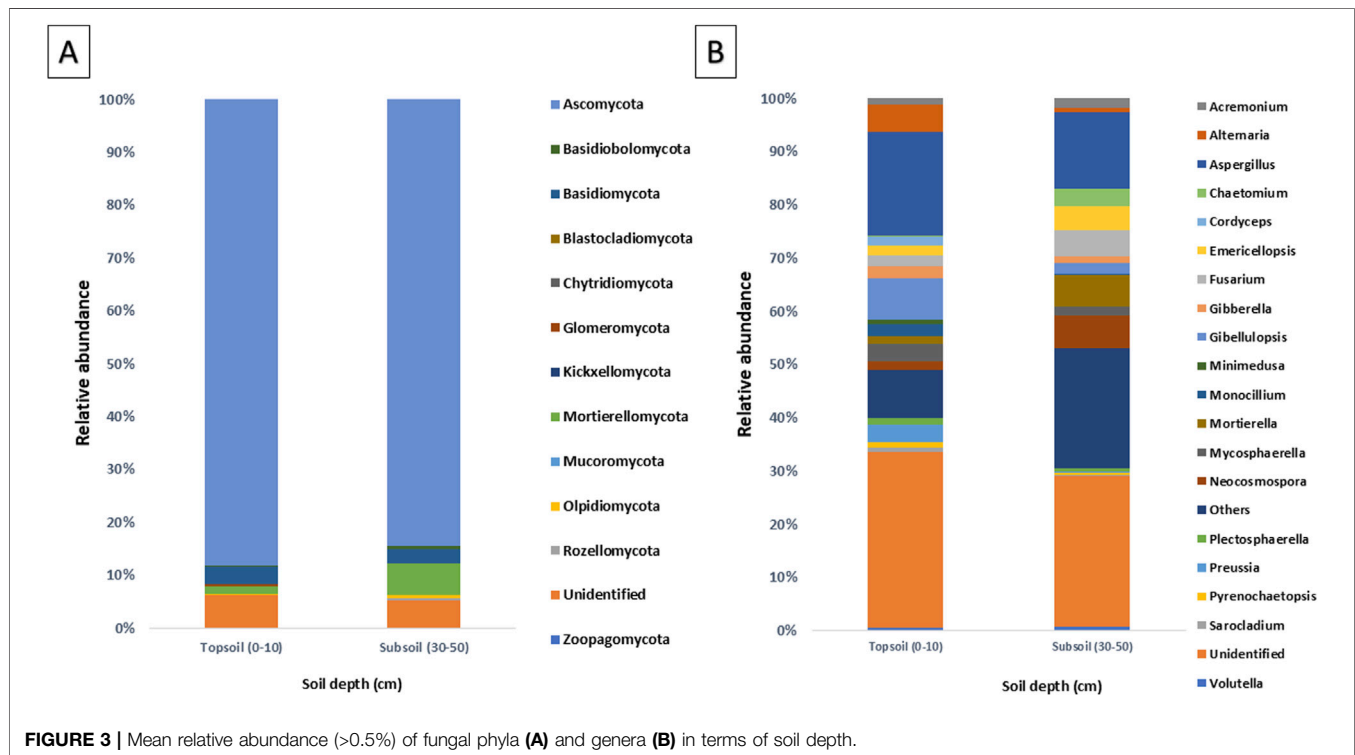 A
100%
90%
80%
70%
60%
50%
40%
30%
20%
10%
0%
Relative abundance
Topsoil (0-10)
Subsoil (30-50)
Soil depth (cm)
Ascomycota
Basidiobolomycota
Basidiomycota
Blastocladiomycota
Chytridiomycota
Glomeromycota
Kickxellomycota
Mortierellomycota
Mucoromycota
Olpidiomycota
Rozellomycota
Unidentified
Zoopagomycota
B
100%
90%
80%
70%
60%
50%
40%
30%
20%
10%
0%
Relative abundance
Topsoil (0-10)
Subsoil (30-50)
Soil depth (cm)
Acremonium
Alternaria
Aspergillus
Chaetomium
Cordyceps
Emericellopsis
Fusarium
Gibberella
Gibellulopsis
Minimedusa
Monocillium
Mortierella
Mycosphaerella
Neocosmospora
Others
Plectosphaerella
Preussia
Pyrenochaetopsis
Sarocladium
Unidentified
Volutella
FIGURE 3 | Mean relative abundance (>0.5%) of fungal phyla (A) and genera (B) in terms of soil depth.